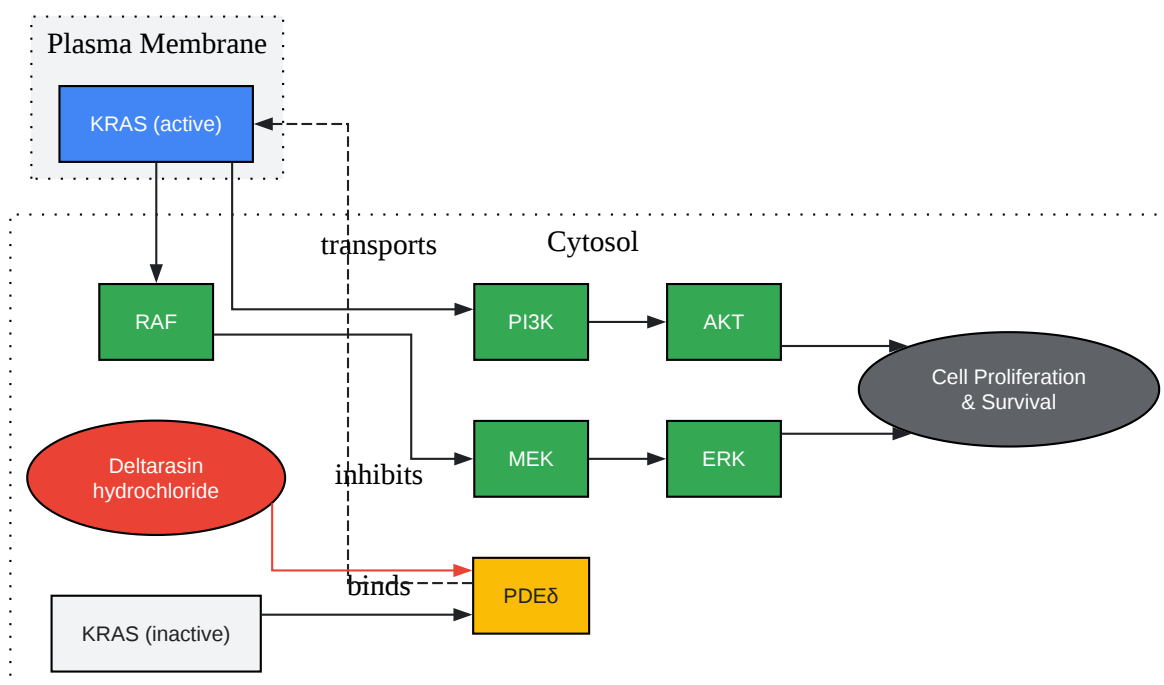 Plasma Membrane
KRAS (active)
transports
Cytosol
RAF
PI3K
AKT
Cell Proliferation
& Survival
Deltarasin
hydrochloride
inhibits
MEK
ERK
binds
PDEδ
KRAS (inactive)